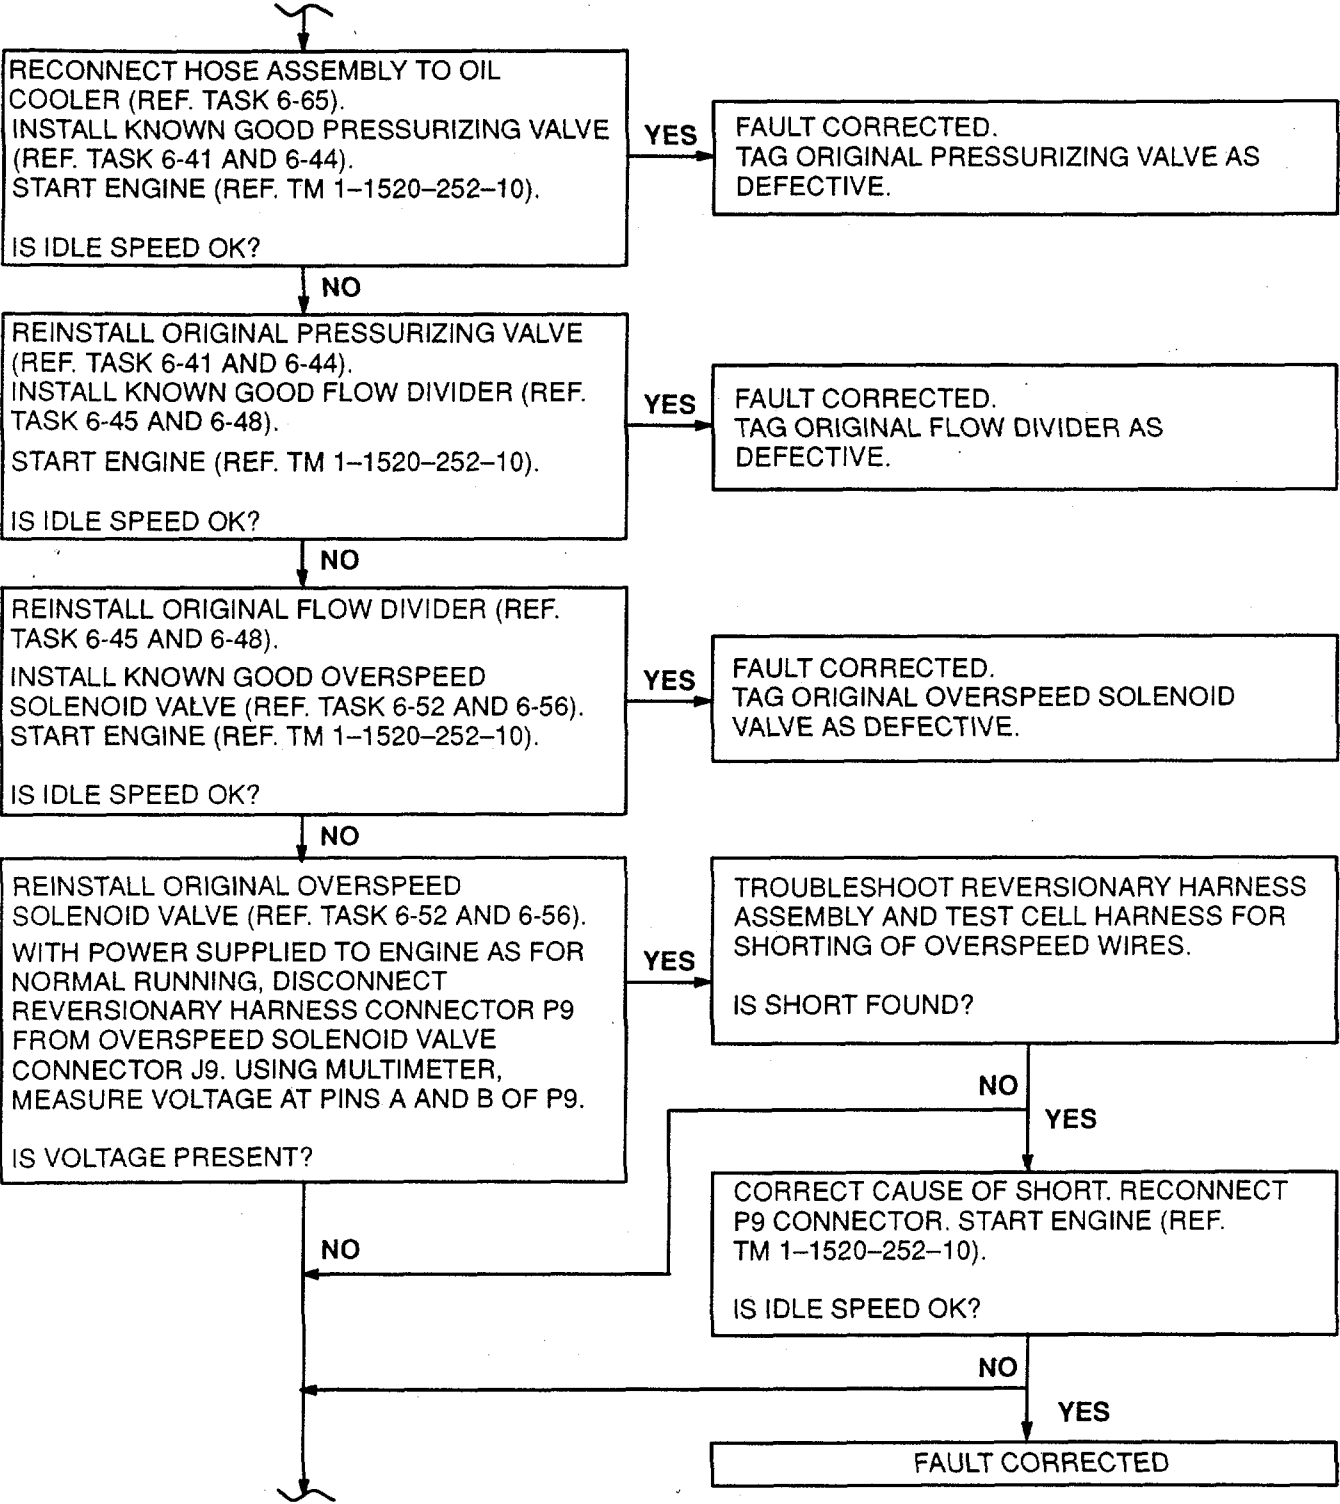 RECONNECT HOSE ASSEMBLY TO OIL
COOLER (REF. TASK 6-65).
INSTALL KNOWN GOOD PRESSURIZING VALVE
(REF. TASK 6-41 AND 6-44).
START ENGINE (REF. TM 1–1520–252–10).
IS IDLE SPEED OK?
YES
FAULT CORRECTED.
TAG ORIGINAL PRESSURIZING VALVE AS
DEFECTIVE.
NO
REINSTALL ORIGINAL PRESSURIZING VALVE
(REF. TASK 6-41 AND 6-44).
INSTALL KNOWN GOOD FLOW DIVIDER (REF.
TASK 6-45 AND 6-48).
START ENGINE (REF. TM 1–1520–252–10).
IS IDLE SPEED OK?
YES
FAULT CORRECTED.
TAG ORIGINAL FLOW DIVIDER AS
DEFECTIVE.
NO
REINSTALL ORIGINAL FLOW DIVIDER (REF.
TASK 6-45 AND 6-48).
INSTALL KNOWN GOOD OVERSPEED
SOLENOID VALVE (REF. TASK 6-52 AND 6-56).
START ENGINE (REF. TM 1–1520–252–10).
IS IDLE SPEED OK?
YES
FAULT CORRECTED.
TAG ORIGINAL OVERSPEED SOLENOID
VALVE AS DEFECTIVE.
NO
REINSTALL ORIGINAL OVERSPEED
SOLENOID VALVE (REF. TASK 6-52 AND 6-56).
WITH POWER SUPPLIED TO ENGINE AS FOR
NORMAL RUNNING, DISCONNECT
REVERSIONARY HARNESS CONNECTOR P9
FROM OVERSPEED SOLENOID VALVE
CONNECTOR J9. USING MULTIMETER,
MEASURE VOLTAGE AT PINS A AND B OF P9.
IS VOLTAGE PRESENT?
YES
TROUBLESHOOT REVERSIONARY HARNESS
ASSEMBLY AND TEST CELL HARNESS FOR
SHORTING OF OVERSPEED WIRES.
IS SHORT FOUND?
NO
YES
CORRECT CAUSE OF SHORT. RECONNECT
P9 CONNECTOR. START ENGINE (REF.
TM 1–1520–252–10).
IS IDLE SPEED OK?
NO
NO
YES
FAULT CORRECTED